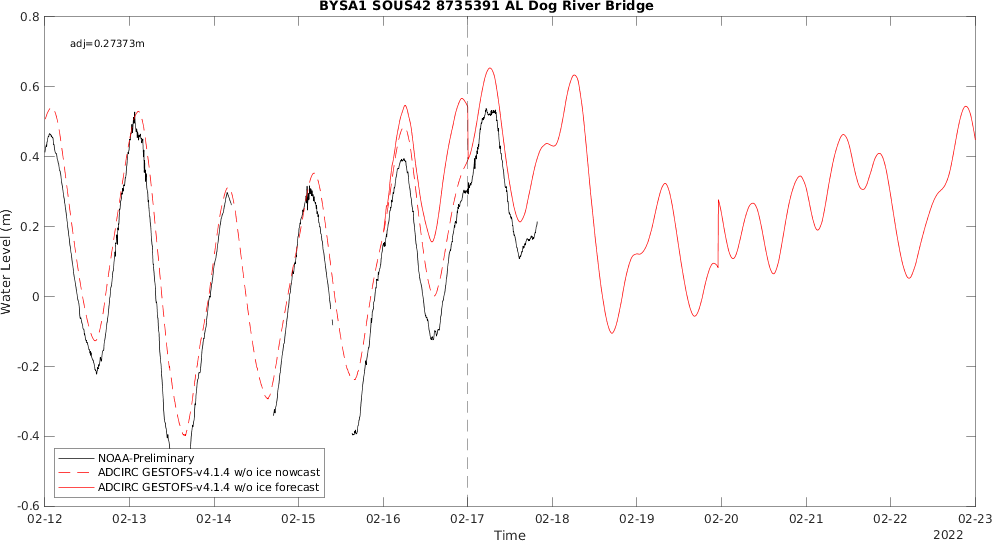 BYSA1 SOUS42 8735391 AL Dog River Bridge
adj=0.27373m
Water Level (m)
0.8
0.6
0.4
0.2
0
-0.2
-0.4
-0.6
NOAA-Preliminary
ADCIRC GESTOFS-v4.1.4 w/o ice nowcast
ADCIRC GESTOFS-v4.1.4 w/o ice forecast
02-12 02-13 02-14 02-15 02-16 02-17 02-18 02-19 02-20 02-21 02-22 02-23
Time
2022